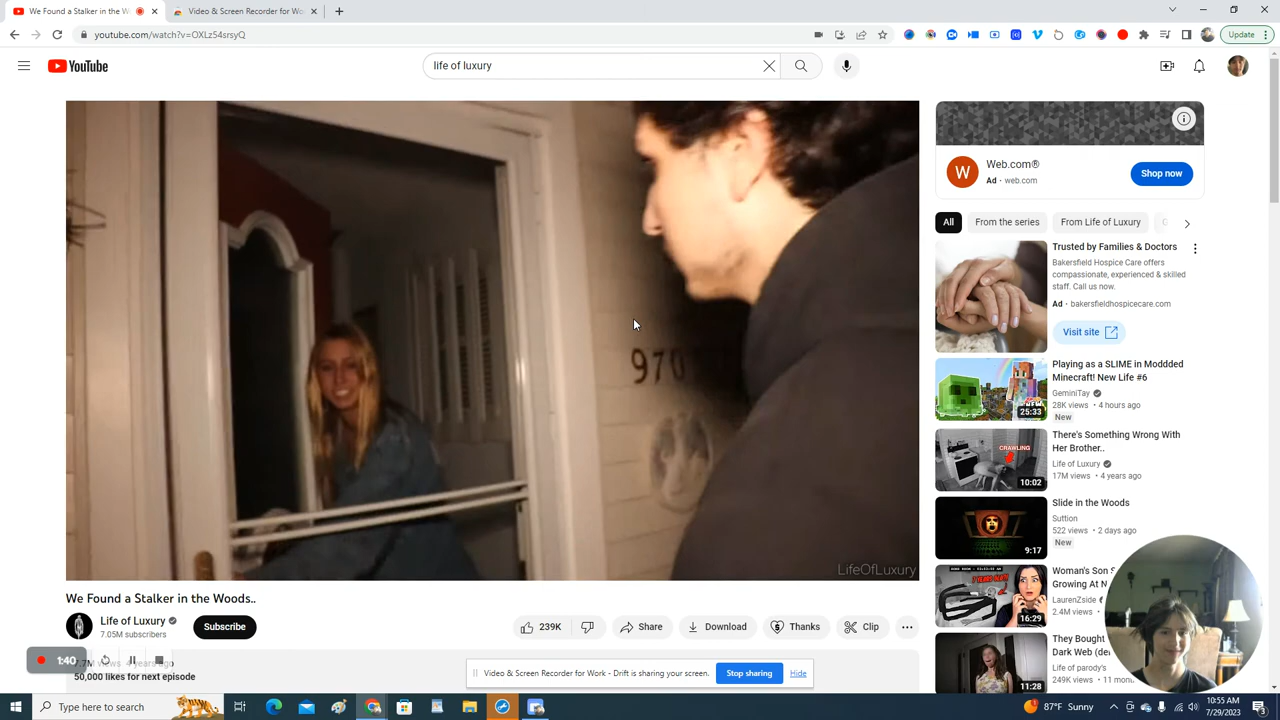 We Found a Stalker in the Wo
Video & Screen Recorder for Wo
youtube.com/watch?v=OXLz54srsyQ
Update
YouTube
life of luxury
W
Web.com®
Ad • web.com
Shop now
All
From the series
From Life of Luxury
Trusted by Families & Doctors
Bakersfield Hospice Care offers
compassionate, experienced & skilled
staff. Call us now.
Ad • bakersfieldhospicecare.com
Visit site
970
LifeOfLuxury
Playing as a SLIME in Moddded
Minecraft! New Life #6
GeminiTay
28K views • 4 hours ago
New
25:33
There's Something Wrong With
Her Brother..
Life of Luxury
17M views • 4 years ago
CRAWLING
10:02
Slide in the Woods
Suttion
522 views • 2 days ago
New
9:17
Woman's Son S
Growing At N
LaurenZside
2.4M views
16:29
They Bought
Dark Web (de
Life of parody's
249K views • 11 mon
11:28
We Found a Stalker in the Woods..
Life of Luxury
7.05M subscribers
Subscribe
239K
Share
Download
Thanks
Clip
1:40
views 4 years ago
50,000 likes for next episode
Video & Screen Recorder for Work - Drift is sharing your screen.
Stop sharing
Hide
Type here to search
87°F Sunny
10:55 AM
7/29/2023
3